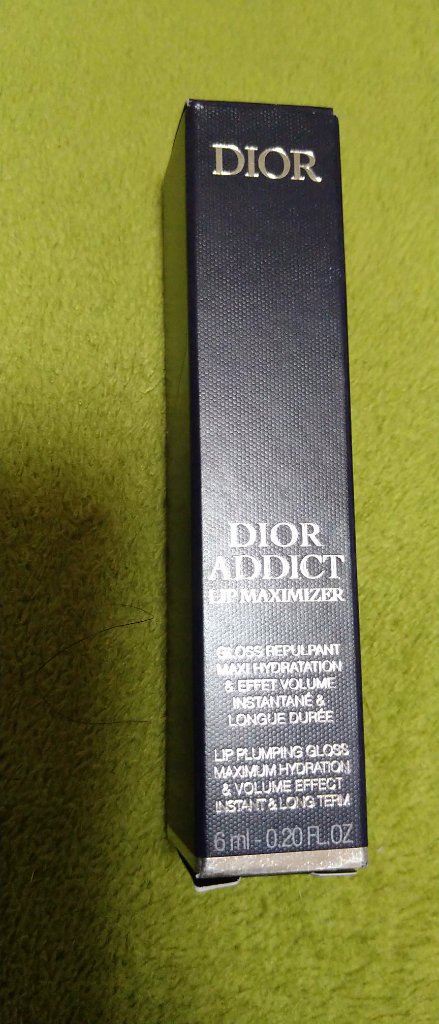 DIOR
DIOR
ADDICT
LIP MAXIMIZER
GLOSS REPULPANT
MAXI HYDRATATION
& EFFET VOLUME
INSTANTANÉ &
LONGUE DURÉE
LIP PLUMPING GLOSS
MAXIMUM HYDRATION
& VOLUME EFFECT
INSTANT & LONG TERM
6 ml - 0.20 FL.OZ